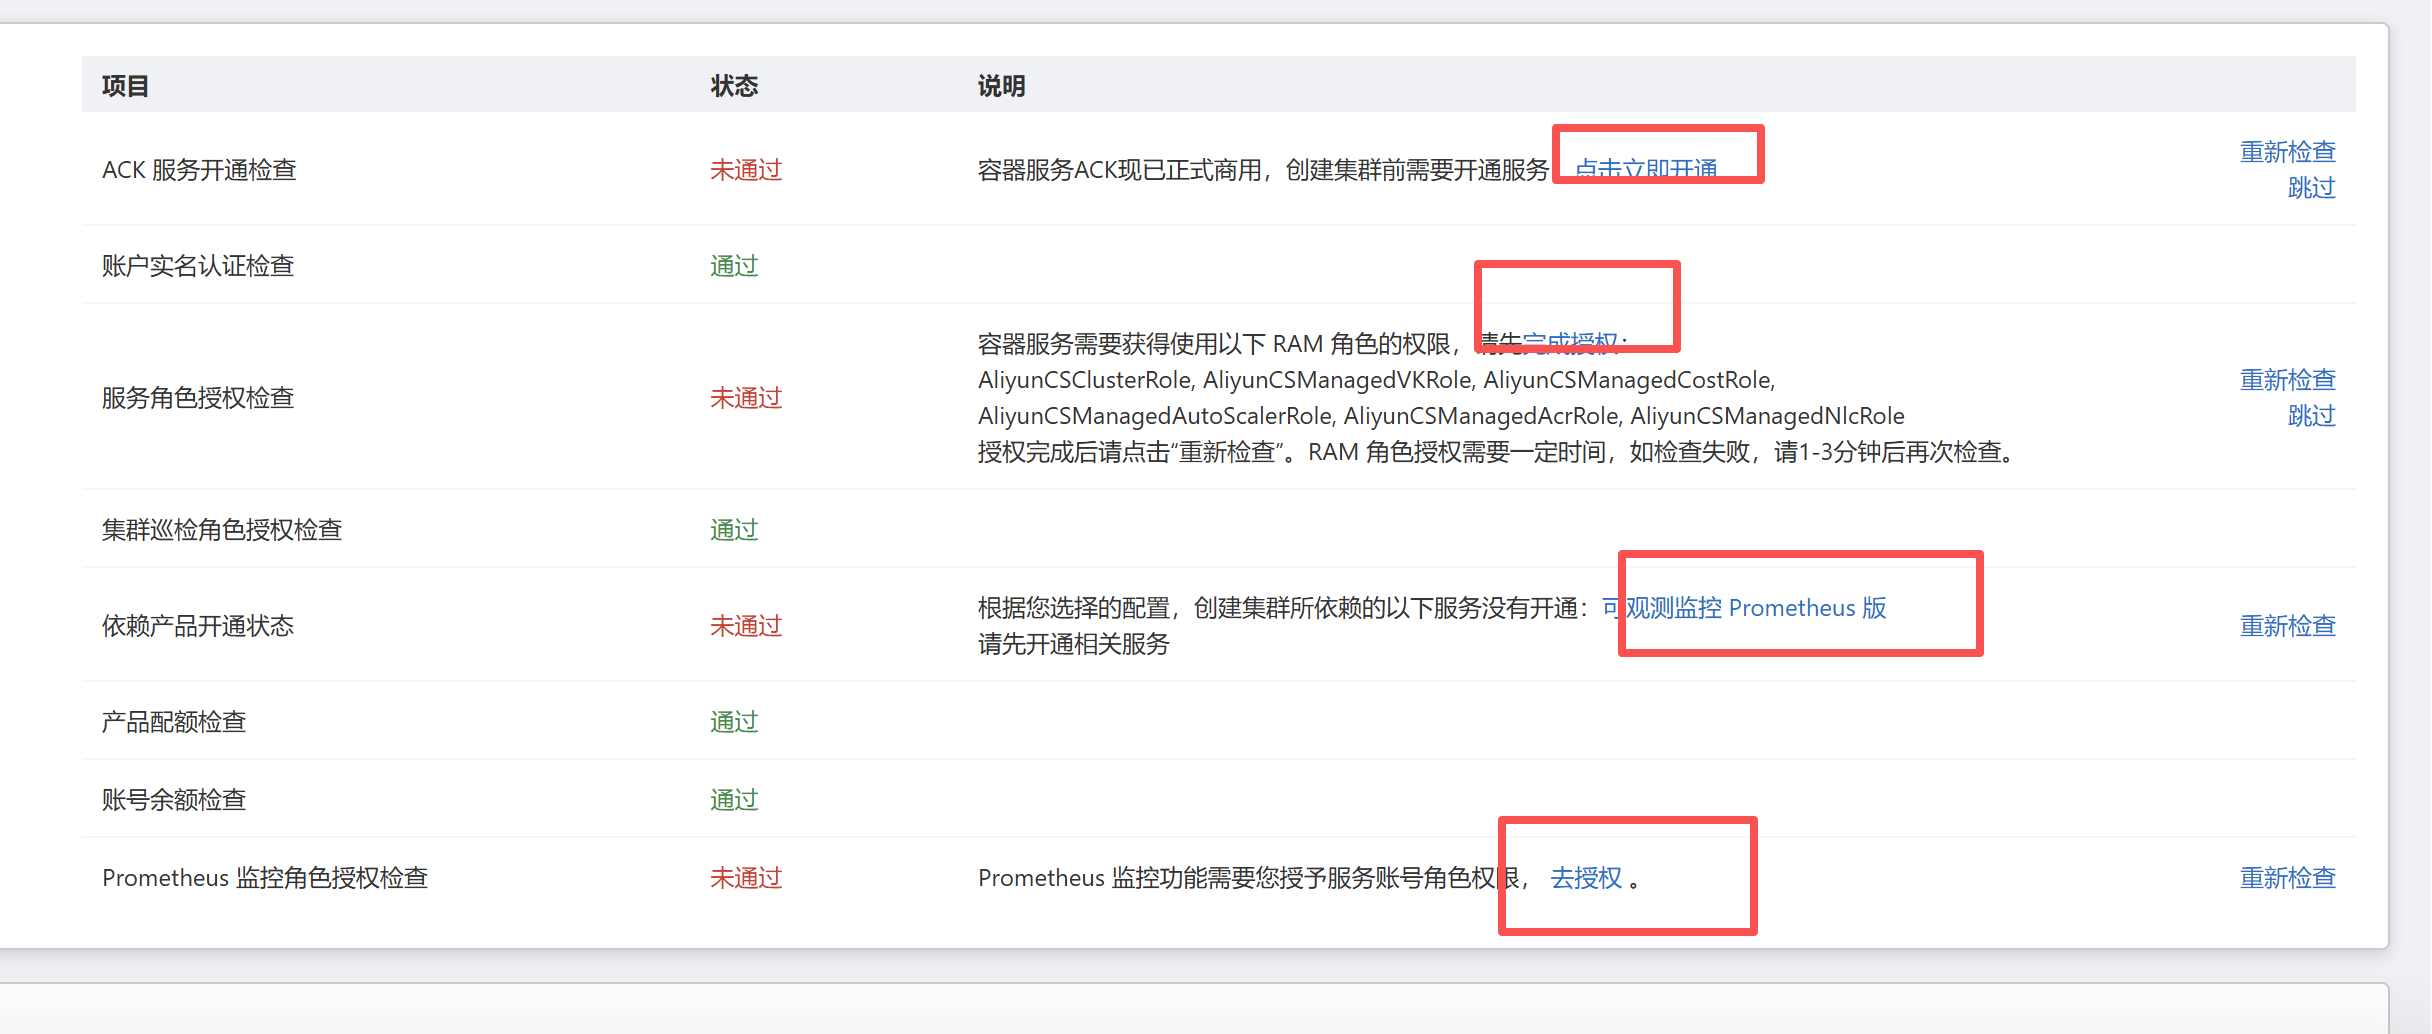 项目 状态 说明
ACK 服务开通检查 未通过 容器服务ACK现已正式商用，创建集群前需要开通服务 点击立即开通 重新检查
跳过
账户实名认证检查 通过
容器服务需要获得使用以下 RAM 角色的权限，请先完成授权：
AliyunCSClusterRole, AliyunCSManagedVKRole, AliyunCSManagedCostRole,
服务角色授权检查 未通过 AliyunCSManagedAutoScalerRole, AliyunCSManagedAcrRole, AliyunCSManagedNlcRole 重新检查
跳过
授权完成后请点击“重新检查”。RAM 角色授权需要一定时间，如检查失败，请1-3分钟后再次检查。
集群巡检角色授权检查 通过
依赖产品开通状态 未通过 根据您选择的配置，创建集群所依赖的以下服务没有开通：可观测监控 Prometheus 版 重新检查
请先开通相关服务
产品配额检查 通过
账号余额检查 通过
Prometheus 监控角色授权检查 未通过 Prometheus 监控功能需要您授予服务账号角色权限， 去授权 。 重新检查